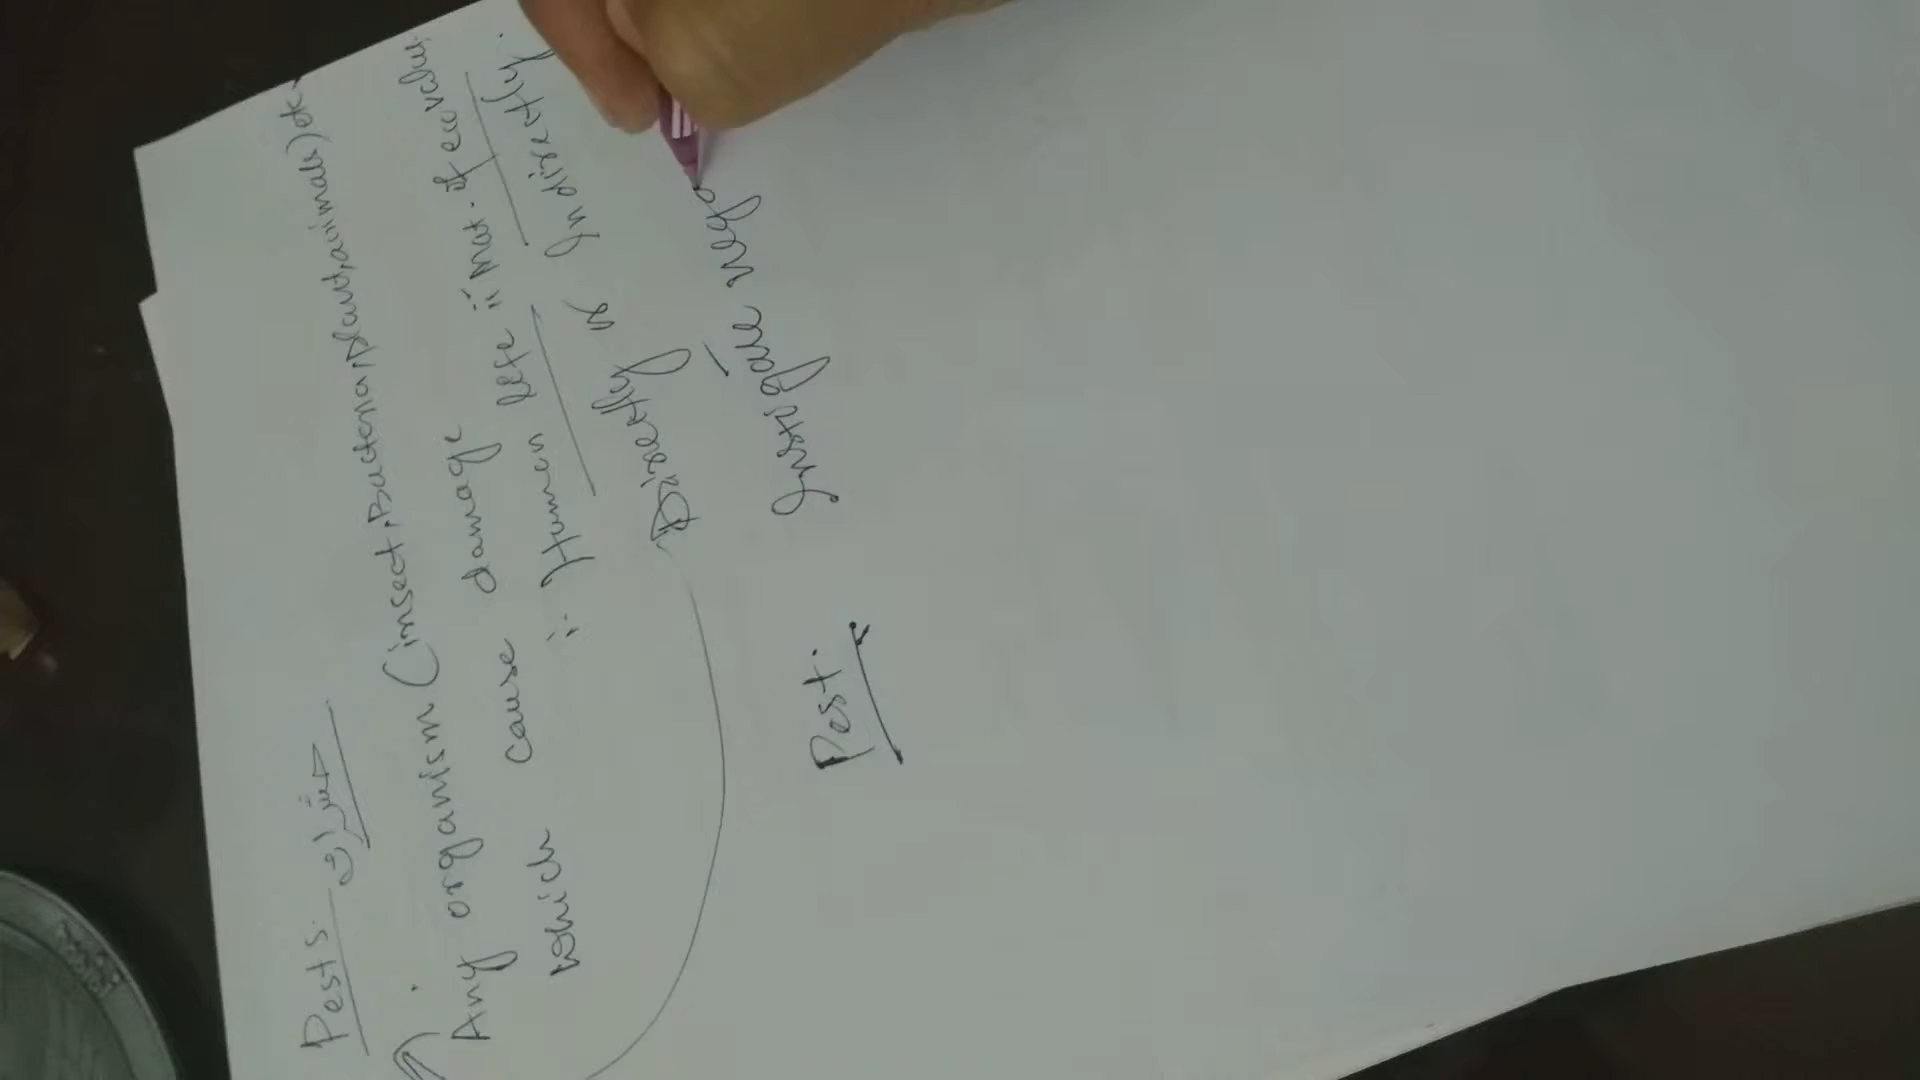 Pests. حشرات
Any organism (insect, Bacteria, plant, animals) etc
which cause damage
i:- Human life ii:- Mat. of eco value.
Directly or Indirectly.
Pest.